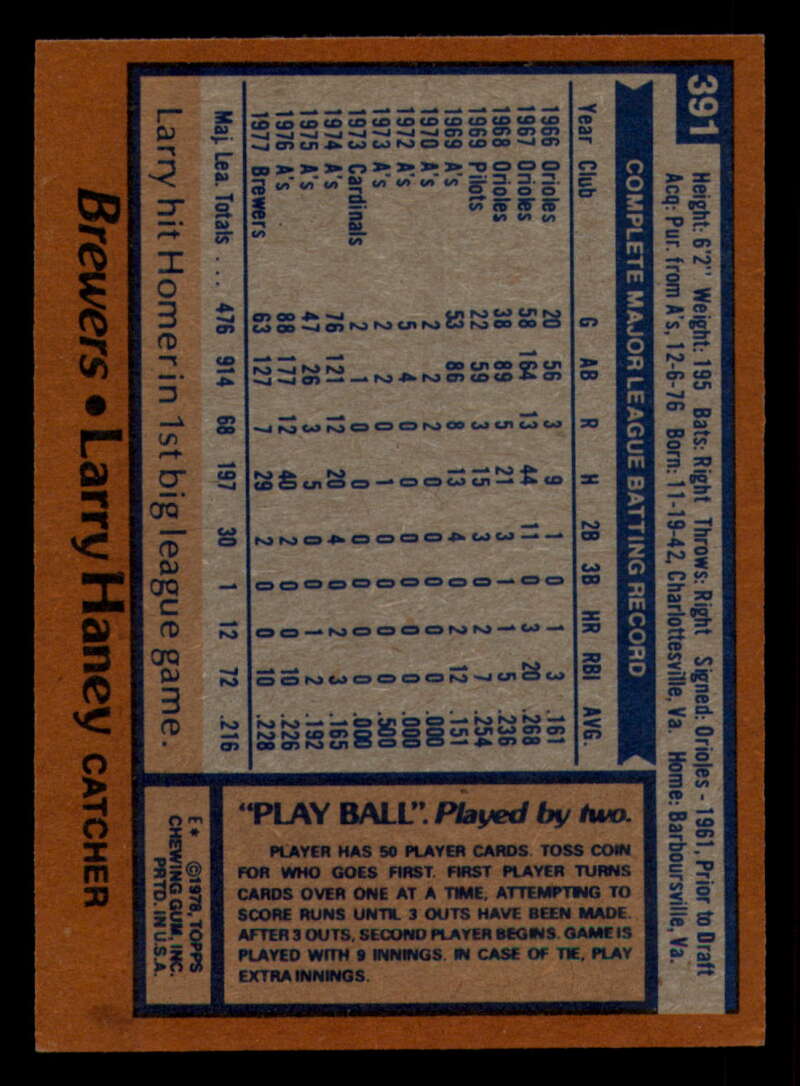 391
Height: 6'2" Weight: 195 Bats: Right Throws: Right Signed: Orioles - 1961, Prior to Draft
Acq: Pur. from A's, 12-6-76 Born: 11-19-42, Charlottesville, Va. Home: Barboursville, Va.
COMPLETE MAJOR LEAGUE BATTING RECORD
Year Club G AB R H 2B 3B HR RBI AVG.
1966 Orioles 20 56 3 9 1 0 1 3 .161
1967 Orioles 58 164 13 44 11 0 3 20 .268
1968 Orioles 38 89 5 21 3 1 1 5 .236
1969 Pilots 22 59 3 15 3 0 2 7 .254
1969 A's 53 86 8 13 4 0 2 12 .151
1970 A's 2 2 2 0 0 0 0 0 .000
1972 A's 5 4 0 0 0 0 0 0 .000
1973 A's 2 2 0 1 0 0 0 0 .500
1973 Cardinals 2 1 0 0 0 0 0 0 .000
1974 A's 76 121 12 20 4 0 2 3 .165
1975 A's 47 26 3 5 0 0 1 2 .192
1976 A's 88 177 12 40 2 0 0 10 .226
1977 Brewers 63 127 7 29 2 0 0 10 .228
Maj. Lea. Totals . . . 476 914 68 197 30 1 12 72 .216
Larry hit Homer in 1st big league game.
Brewers • Larry Haney CATCHER
"PLAY BALL". Played by two.
PLAYER HAS 50 PLAYER CARDS. TOSS COIN
FOR WHO GOES FIRST. FIRST PLAYER TURNS
CARDS OVER ONE AT A TIME, ATTEMPTING TO
SCORE RUNS UNTIL 3 OUTS HAVE BEEN MADE.
AFTER 3 OUTS, SECOND PLAYER BEGINS. GAME IS
PLAYED WITH 9 INNINGS. IN CASE OF TIE, PLAY
EXTRA INNINGS.
E* ©1978, TOPPS
CHEWING GUM, INC.
PRTD. IN U.S.A.